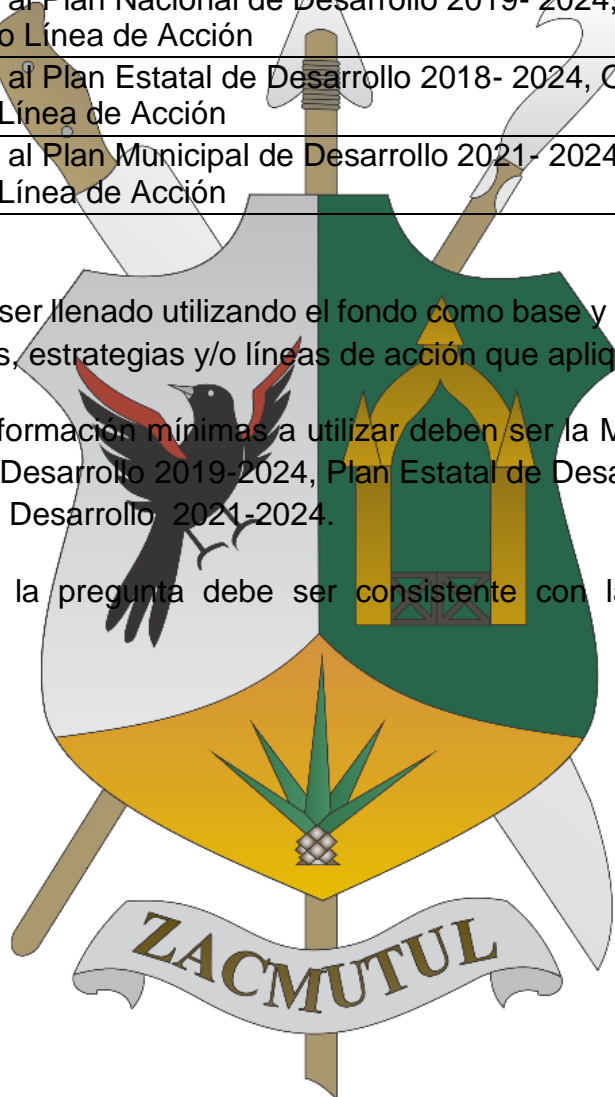 al Plan Nacional de Desarrollo 2019- 2024,
o Línea de Acción
al Plan Estatal de Desarrollo 2018- 2024, O
Línea de Acción
al Plan Municipal de Desarrollo 2021- 2024
Línea de Acción
ser llenado utilizando el fondo como base y
s, estrategias y/o líneas de acción que apliq
formación mínimas a utilizar deben ser la M
Desarrollo 2019-2024, Plan Estatal de Desa
Desarrollo 2021-2024.
la pregunta debe ser consistente con la
ZACMUTUL